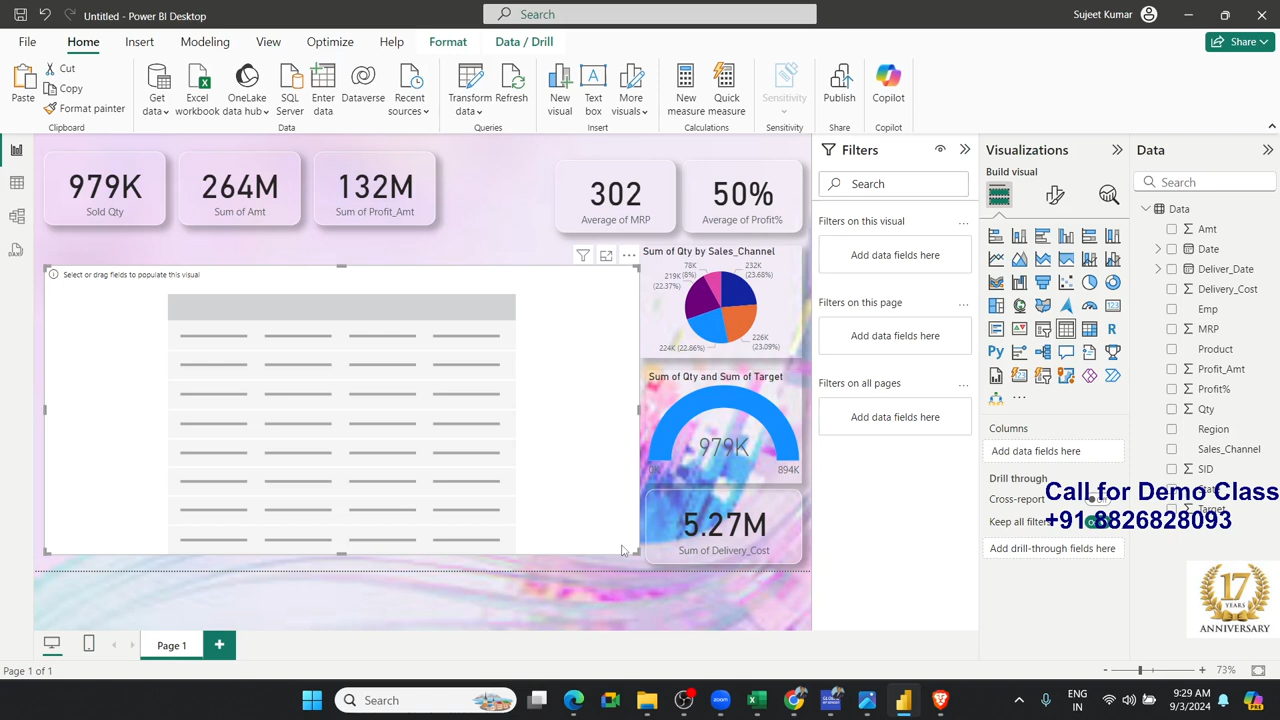 Untitled - Power BI Desktop
Search
Sujeet Kumar
File Home Insert Modeling View Optimize Help Format Data / Drill
Share
Paste
Cut
Copy
Format painter
Get data
Excel workbook
OneLake data hub
SQL Server
Enter data
Dataverse
Recent sources
Transform data
Refresh
New visual
Text box
More visuals
New measure
Quick measure
Sensitivity
Publish
Copilot
Clipboard Data Queries Insert Calculations Sensitivity Share Copilot
979K
Sold Qty
264M
Sum of Amt
132M
Sum of Profit_Amt
302
Average of MRP
50%
Average of Profit%
Select or drag fields to populate this visual
Sum of Qty by Sales_Channel
78K
(8%)
232K
(23.68%)
219K
(22.37%)
224K (22.86%)
226K
(23.09%)
Sum of Qty and Sum of Target
979K
0K
894K
5.27M
Sum of Delivery_Cost
Filters
Search
Filters on this visual
Add data fields here
Filters on this page
Add data fields here
Filters on all pages
Add data fields here
Visualizations
Build visual
123
R
Py
Columns
Add data fields here
Drill through
Cross-report
Keep all filters
Add drill-through fields here
Data
Search
Data
Amt
Date
Deliver_Date
Delivery_Cost
Emp
MRP
Product
Profit_Amt
Profit%
Qty
Region
Sales_Channel
SID
Call for Demo Class
+91 8826828093
17
YEARS
ANNIVERSARY
Page 1
Page 1 of 1
73%
Search
zoom
ENG
IN
9:29 AM
9/3/2024